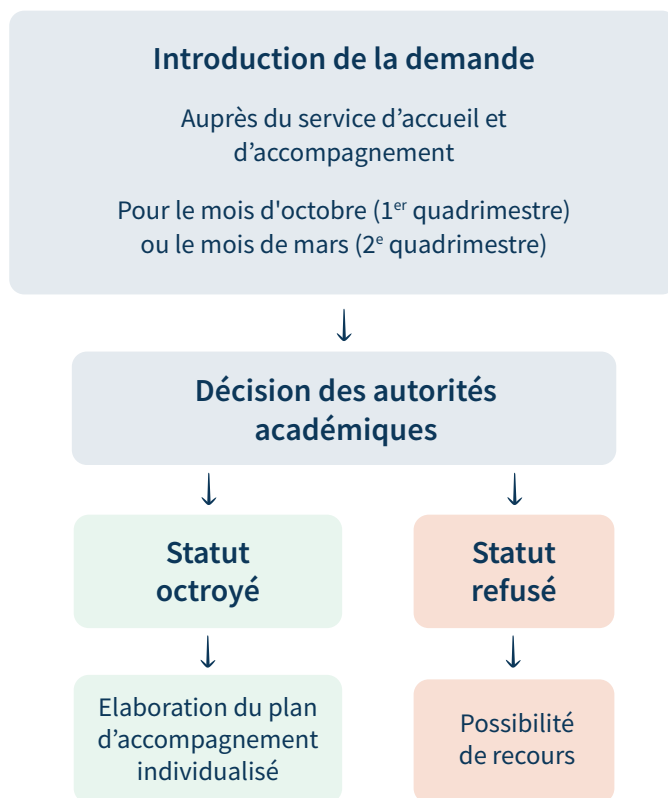 Introduction de la demande
Auprès du service d'accueil et
d'accompagnement
Pour le mois d'octobre (1er quadrimestre)
ou le mois de mars (2e quadrimestre)
Décision des autorités
académiques
Statut
octroyé
Statut
refusé
Elaboration du plan
d'accompagnement
individualisé
Possibilité
de recours